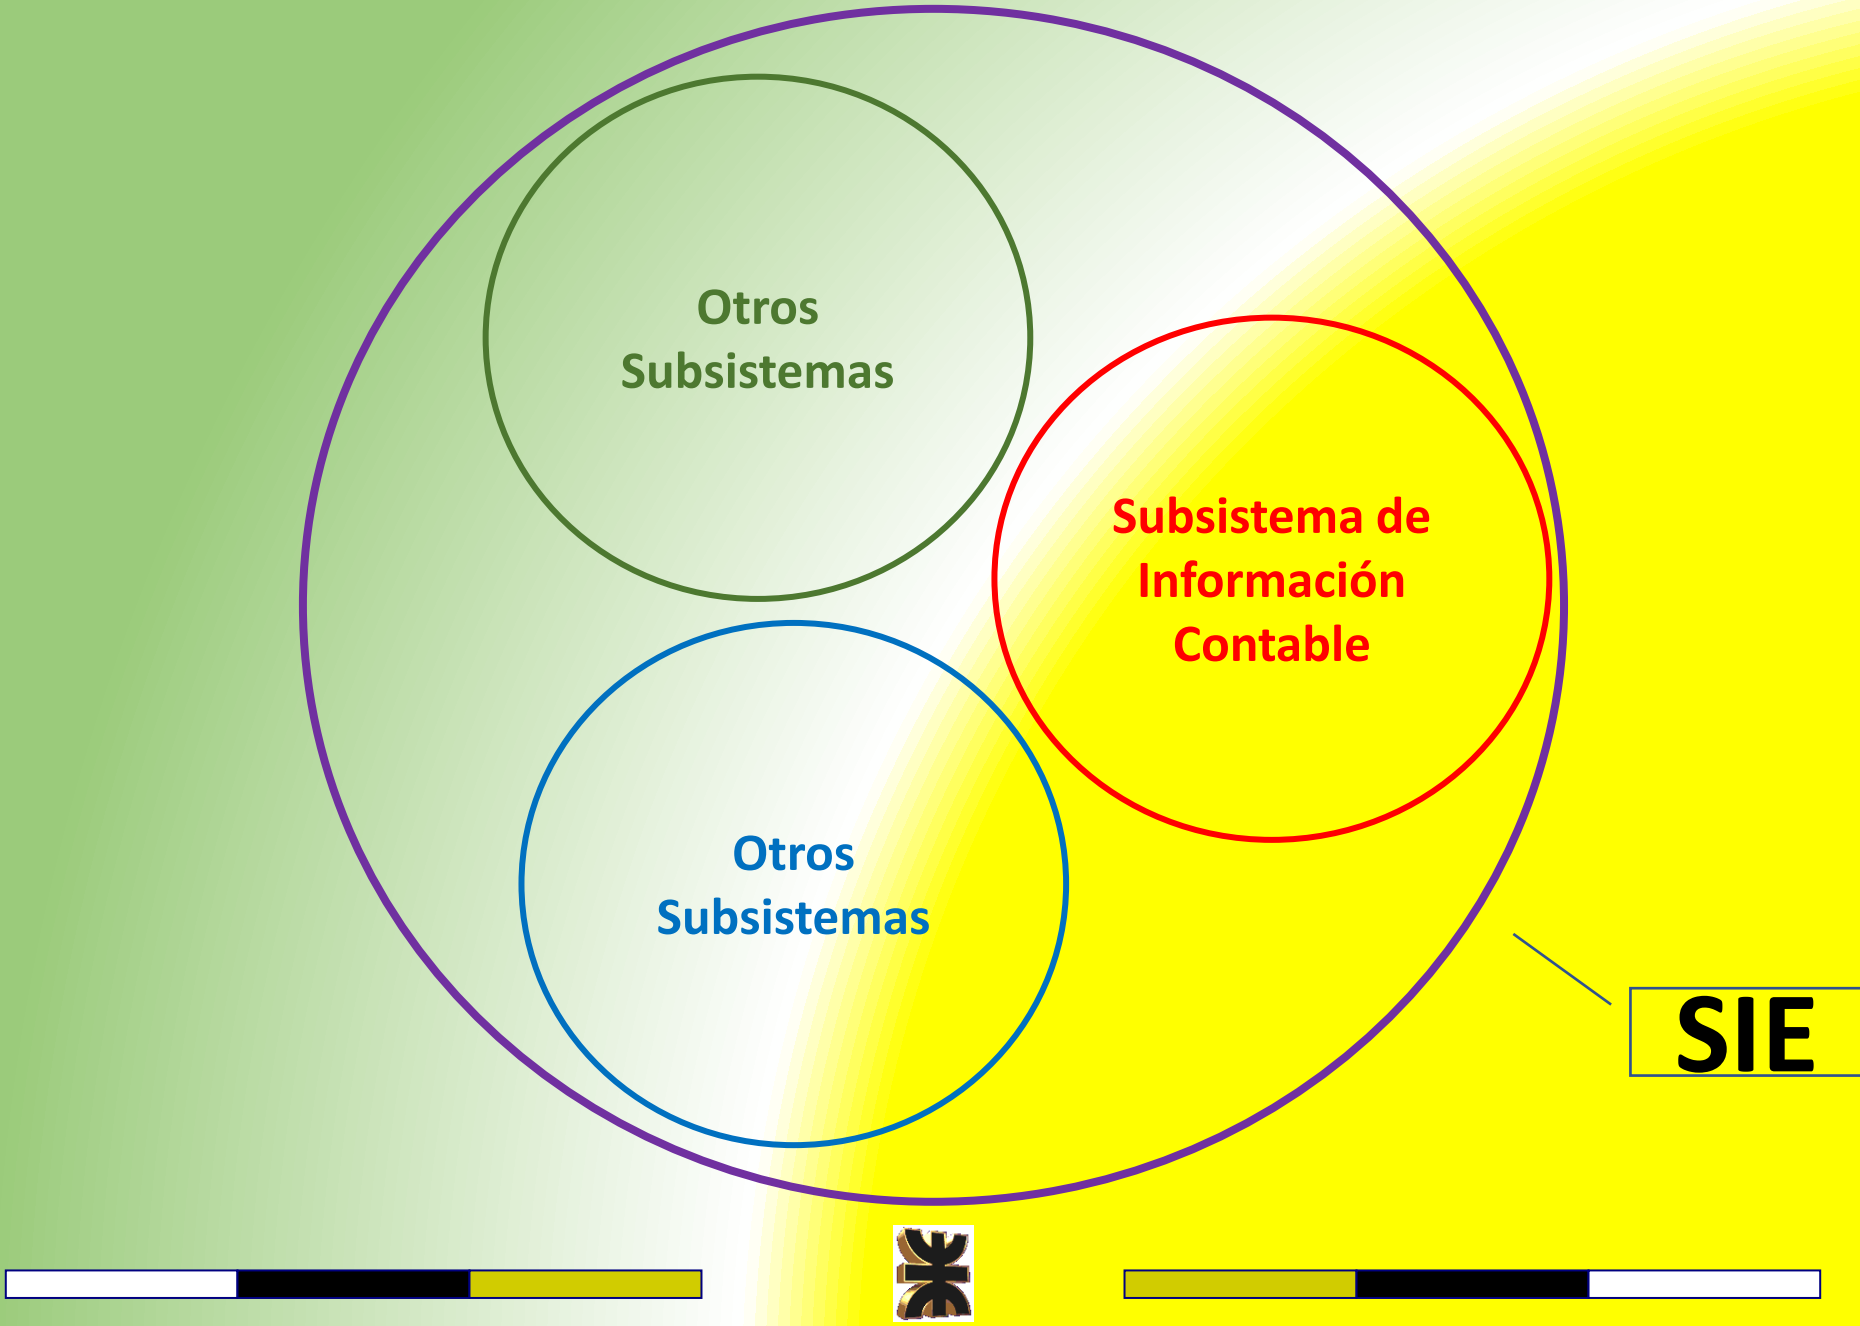 Otros
Subsistemas
Subsistema de
Información
Contable
Otros
Subsistemas
SIE